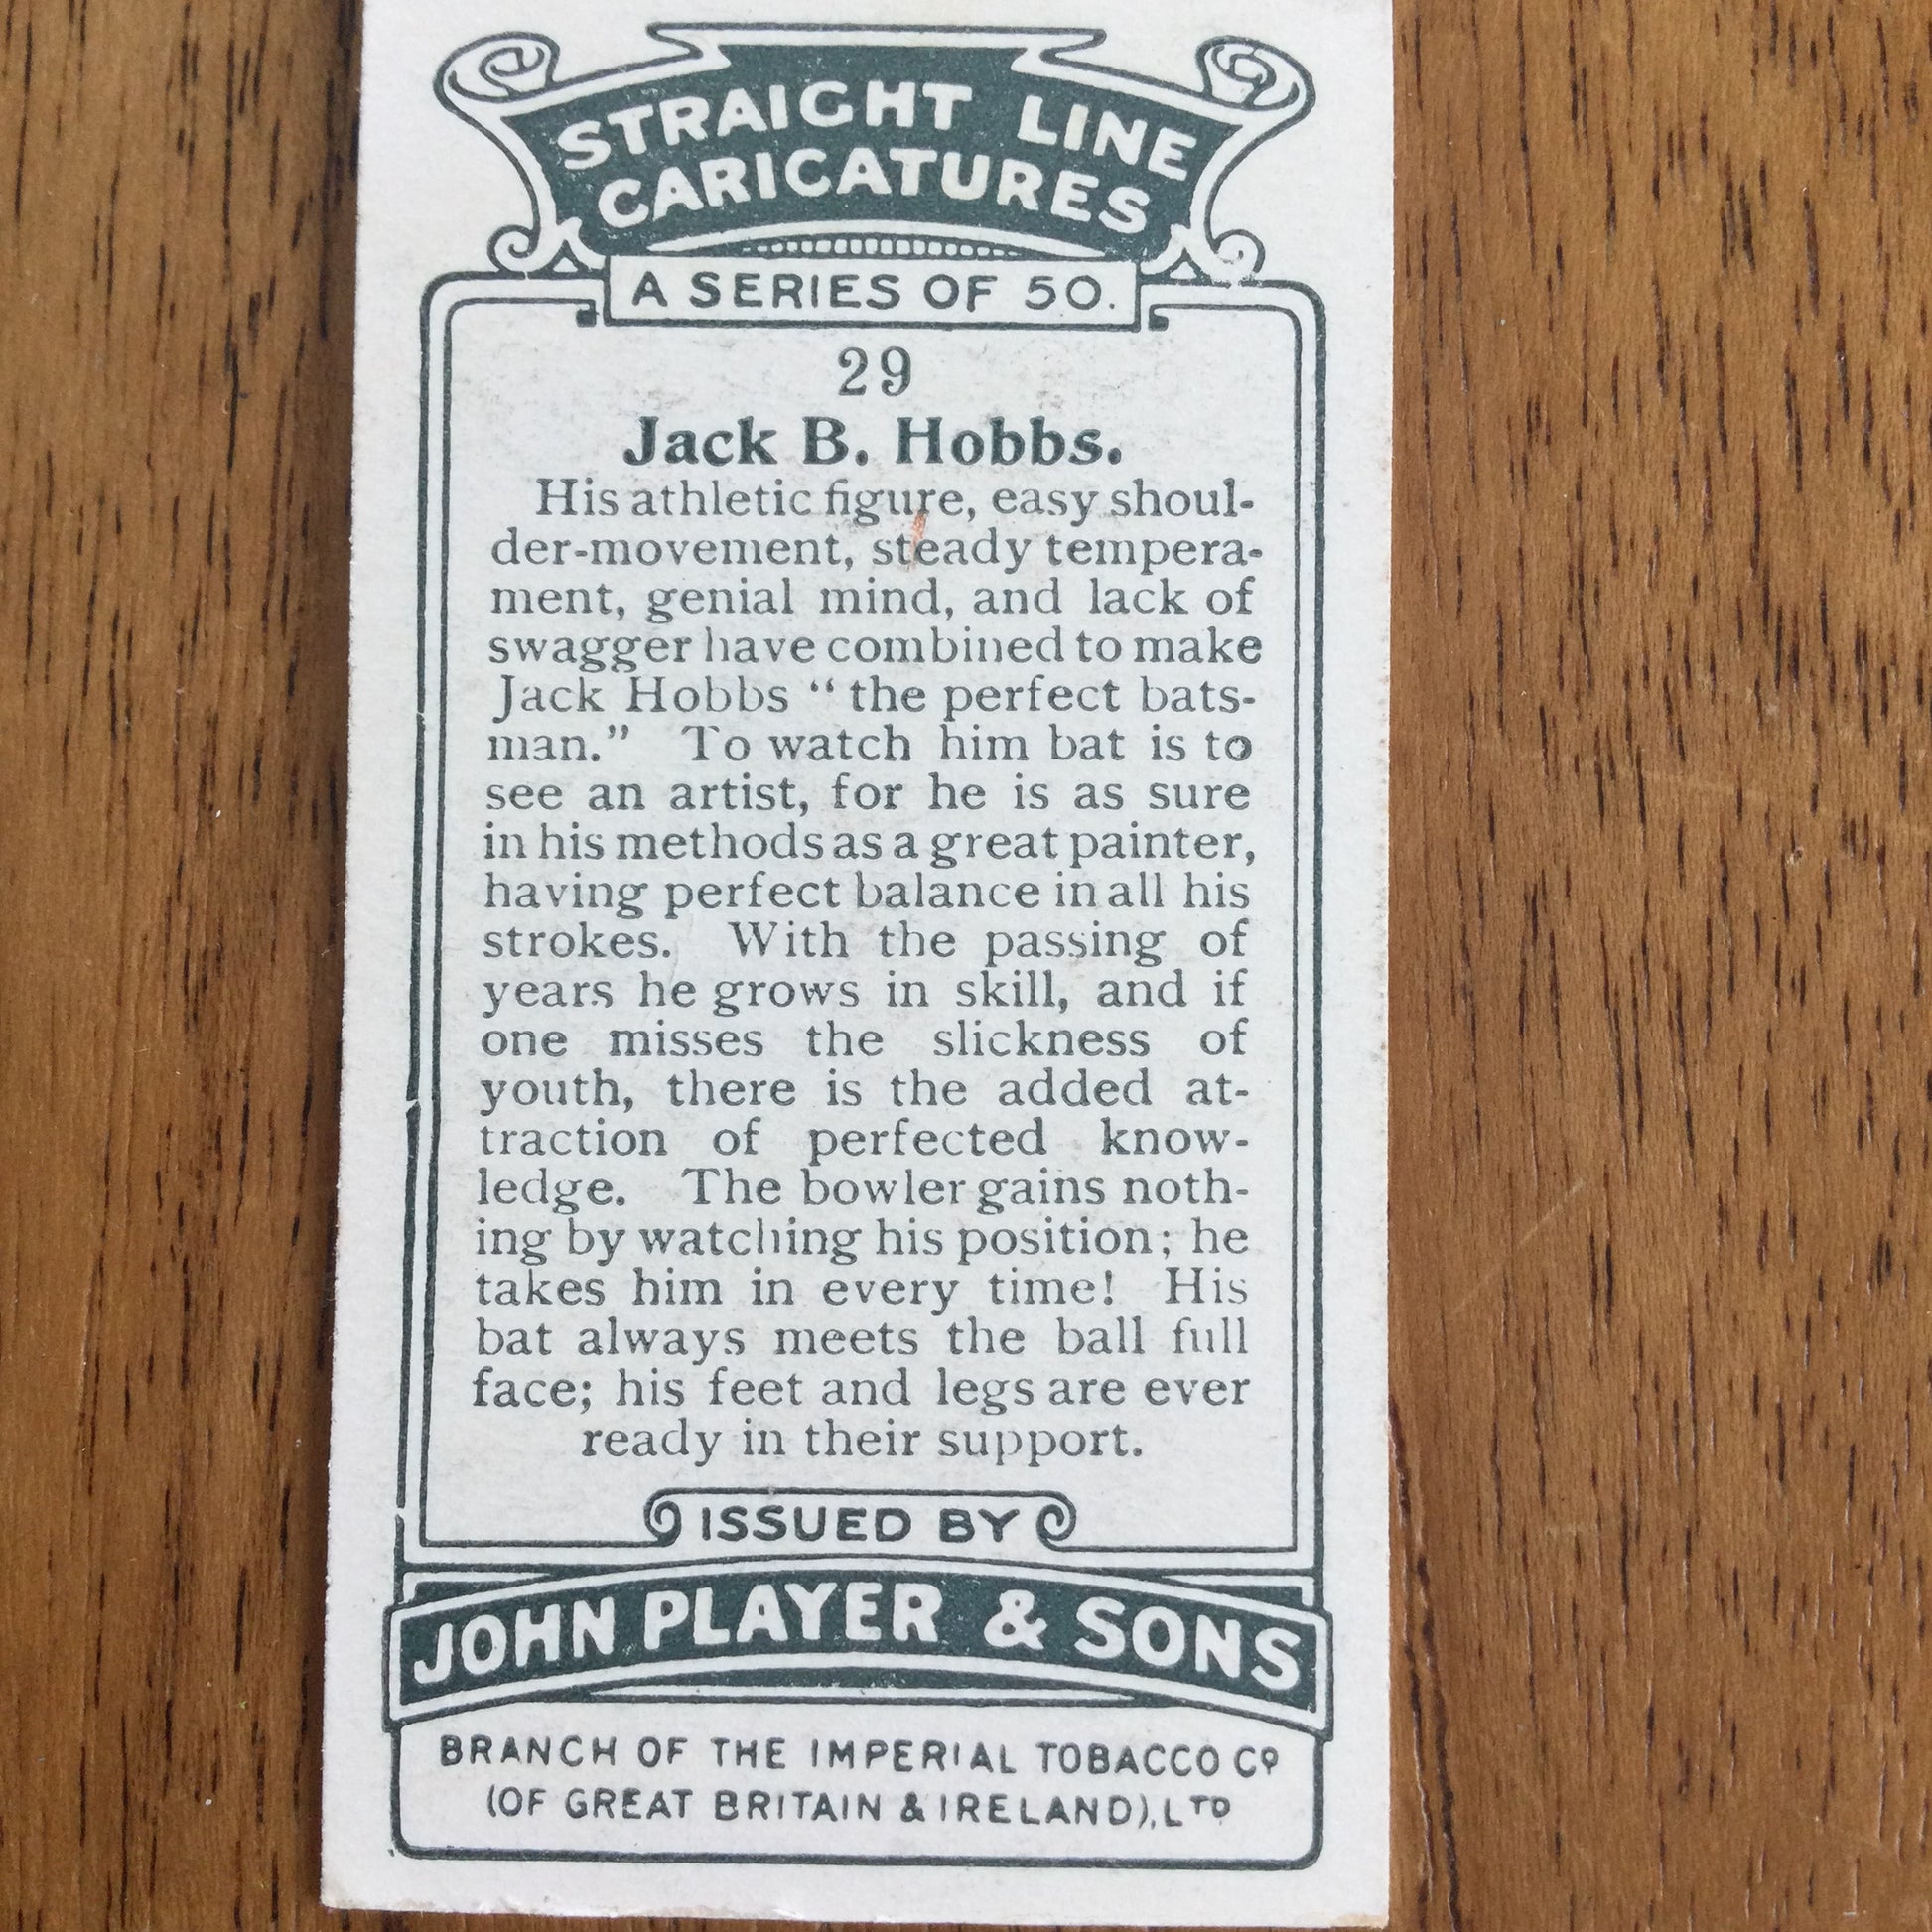 STRAIGHT LINE
CARICATURES
A SERIES OF 50.
29
Jack B. Hobbs.
His athletic figure, easy shoul-
der-movement, steady tempera-
ment, genial mind, and lack of
swagger have combined to make
Jack Hobbs “ the perfect bats-
man.” To watch him bat is to
see an artist, for he is as sure
in his methods as a great painter,
having perfect balance in all his
strokes. With the passing of
years he grows in skill, and if
one misses the slickness of
youth, there is the added at-
traction of perfected know-
ledge. The bowler gains noth-
ing by watching his position; he
takes him in every time! His
bat always meets the ball full
face; his feet and legs are ever
ready in their support.
ISSUED BY
JOHN PLAYER & SONS
BRANCH OF THE IMPERIAL TOBACCO Cº
(OF GREAT BRITAIN & IRELAND), LTD